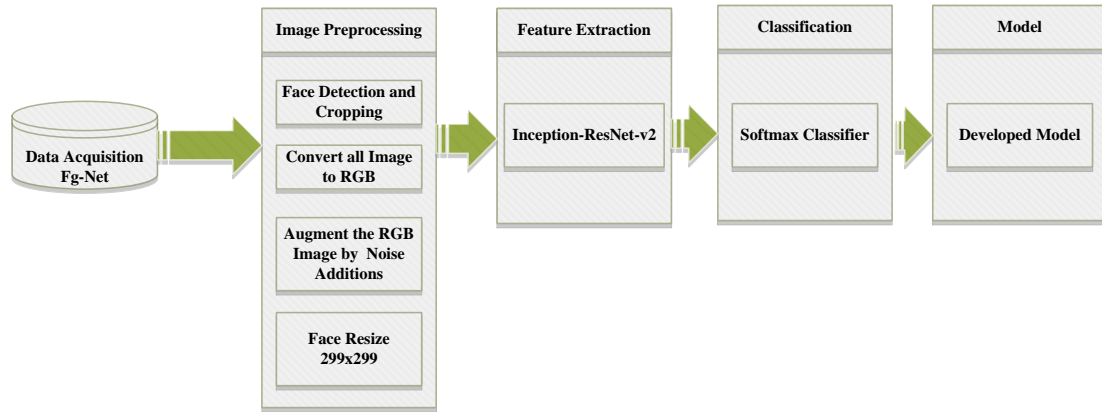 Data Acquisition
Fg-Net
Image Preprocessing
Face Detection and
Cropping
Convert all Image
to RGB
Augment the RGB
Image by Noise
Additions
Face Resize
299x299
Feature Extraction
Inception-ResNet-v2
Classification
Softmax Classifier
Model
Developed Model